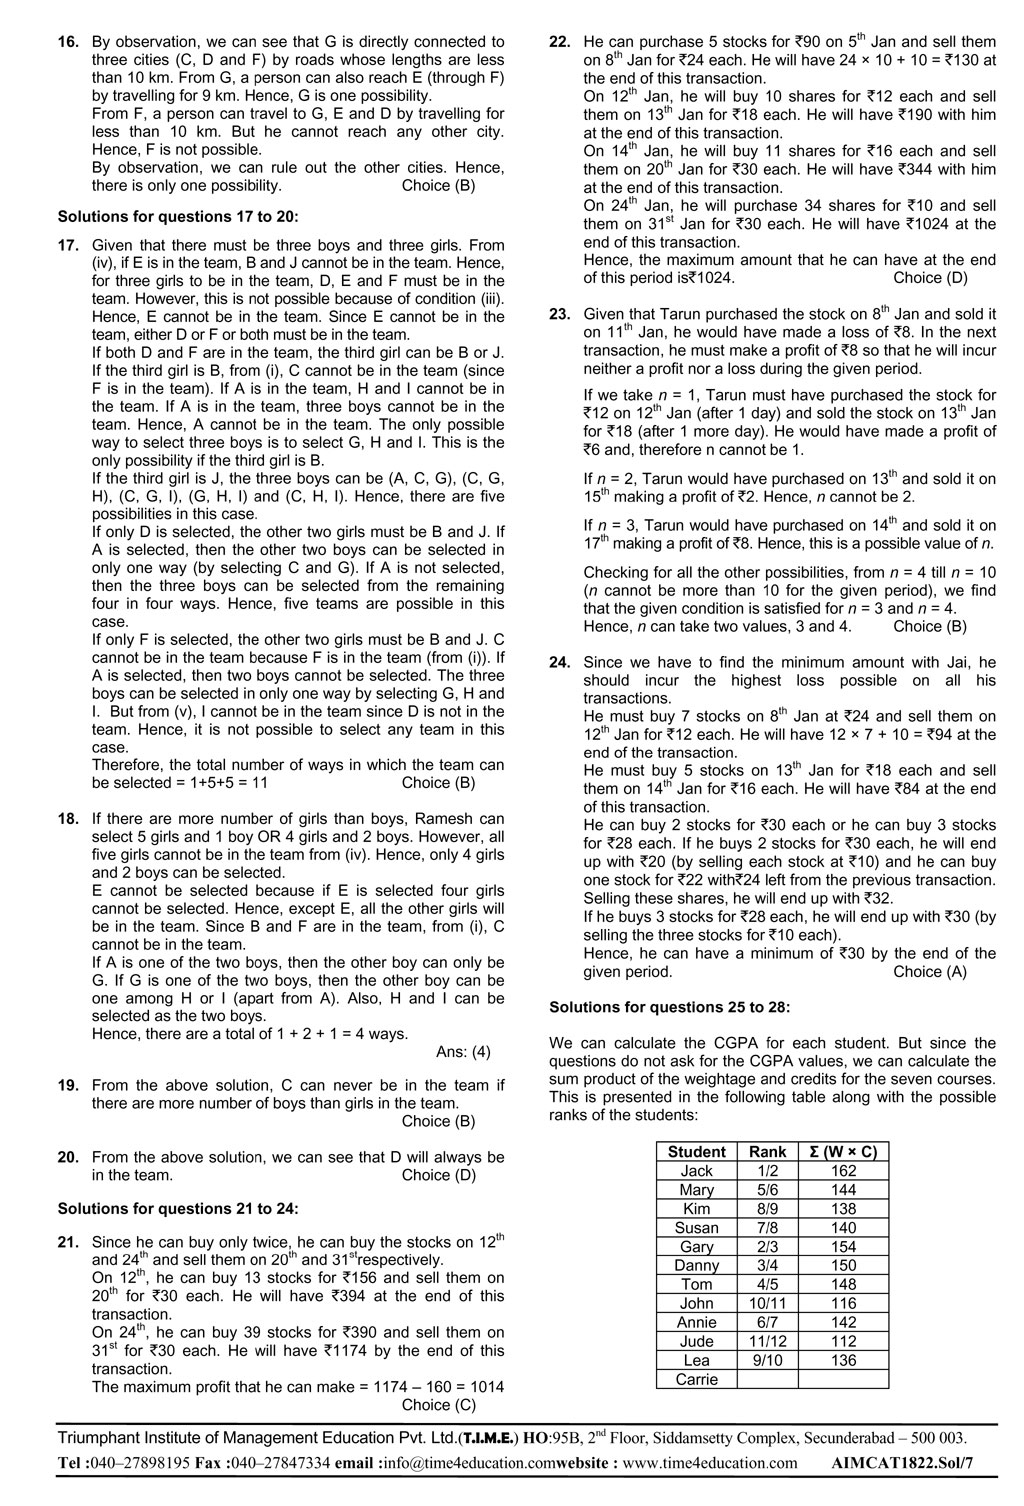 16. By observation, we can see that G is directly connected to
three cities (C, D and F) by roads whose lengths are less
than 10 km. From G, a person can also reach E (through F)
by travelling for 9 km. Hence, G is one possibility.
From F, a person can travel to G, E and D by travelling for
less than 10 km. But he cannot reach any other city.
Hence, F is not possible.
By observation, we can rule out the other cities. Hence,
there is only one possibility. Choice (B)
Solutions for questions 17 to 20:
17. Given that there must be three boys and three girls. From
(iv), if E is in the team, B and J cannot be in the team. Hence,
for three girls to be in the team, D, E and F must be in the
team. However, this is not possible because of condition (iii).
Hence, E cannot be in the team. Since E cannot be in the
team, either D or F or both must be in the team.
If both D and F are in the team, the third girl can be B or J.
If the third girl is B, from (i), C cannot be in the team (since
F is in the team). If A is in the team, H and I cannot be in
the team. If A is in the team, three boys cannot be in the
team. Hence, A cannot be in the team. The only possible
way to select three boys is to select G, H and I. This is the
only possibility if the third girl is B.
If the third girl is J, the three boys can be (A, C, G), (C, G,
H), (C, G, I), (G, H, I) and (C, H, I). Hence, there are five
possibilities in this case.
If only D is selected, the other two girls must be B and J. If
A is selected, then the other two boys can be selected in
only one way (by selecting C and G). If A is not selected,
then the three boys can be selected from the remaining
four in four ways. Hence, five teams are possible in this
case.
If only F is selected, the other two girls must be B and J. C
cannot be in the team because F is in the team (from (i)). If
A is selected, then two boys cannot be selected. The three
boys can be selected in only one way by selecting G, H and
I. But from (v), I cannot be in the team since D is not in the
team. Hence, it is not possible to select any team in this
case.
Therefore, the total number of ways in which the team can
be selected = 1+5+5 = 11 Choice (B)
18. If there are more number of girls than boys, Ramesh can
select 5 girls and 1 boy OR 4 girls and 2 boys. However, all
five girls cannot be in the team from (iv). Hence, only 4 girls
and 2 boys can be selected.
E cannot be selected because if E is selected four girls
cannot be selected. Hence, except E, all the other girls will
be in the team. Since B and F are in the team, from (i), C
cannot be in the team.
If A is one of the two boys, then the other boy can only be
G. If G is one of the two boys, then the other boy can be
one among H or I (apart from A). Also, H and I can be
selected as the two boys.
Hence, there are a total of 1 + 2 + 1 = 4 ways.
Ans: (4)
19. From the above solution, C can never be in the team if
there are more number of boys than girls in the team.
Choice (B)
20. From the above solution, we can see that D will always be
in the team. Choice (D)
Solutions for questions 21 to 24:
21. Since he can buy only twice, he can buy the stocks on 12th
and 24th and sell them on 20th and 31strespectively.
On 12th, he can buy 13 stocks for ₹156 and sell them on
20th for ₹30 each. He will have ₹394 at the end of this
transaction.
On 24th, he can buy 39 stocks for ₹390 and sell them on
31st for ₹30 each. He will have ₹1174 by the end of this
transaction.
The maximum profit that he can make = 1174 – 160 = 1014
Choice (C)
22. He can purchase 5 stocks for ₹90 on 5th Jan and sell them
on 8th Jan for ₹24 each. He will have 24 × 10 + 10 = ₹130 at
the end of this transaction.
On 12th Jan, he will buy 10 shares for ₹12 each and sell
them on 13th Jan for ₹18 each. He will have ₹190 with him
at the end of this transaction.
On 14th Jan, he will buy 11 shares for ₹16 each and sell
them on 20th Jan for ₹30 each. He will have ₹344 with him
at the end of this transaction.
On 24th Jan, he will purchase 34 shares for ₹10 and sell
them on 31st Jan for ₹30 each. He will have ₹1024 at the
end of this transaction.
Hence, the maximum amount that he can have at the end
of this period is₹1024. Choice (D)
23. Given that Tarun purchased the stock on 8th Jan and sold it
on 11th Jan, he would have made a loss of ₹8. In the next
transaction, he must make a profit of ₹8 so that he will incur
neither a profit nor a loss during the given period.
If we take n = 1, Tarun must have purchased the stock for
₹12 on 12th Jan (after 1 day) and sold the stock on 13th Jan
for ₹18 (after 1 more day). He would have made a profit of
₹6 and, therefore n cannot be 1.
If n = 2, Tarun would have purchased on 13th and sold it on
15th making a profit of ₹2. Hence, n cannot be 2.
If n = 3, Tarun would have purchased on 14th and sold it on
17th making a profit of ₹8. Hence, this is a possible value of n.
Checking for all the other possibilities, from n = 4 till n = 10
(n cannot be more than 10 for the given period), we find
that the given condition is satisfied for n = 3 and n = 4.
Hence, n can take two values, 3 and 4. Choice (B)
24. Since we have to find the minimum amount with Jai, he
should incur the highest loss possible on all his
transactions.
He must buy 7 stocks on 8th Jan at ₹24 and sell them on
12th Jan for ₹12 each. He will have 12 × 7 + 10 = ₹94 at the
end of the transaction.
He must buy 5 stocks on 13th Jan for ₹18 each and sell
them on 14th Jan for ₹16 each. He will have ₹84 at the end
of this transaction.
He can buy 2 stocks for ₹30 each or he can buy 3 stocks
for ₹28 each. If he buys 2 stocks for ₹30 each, he will end
up with ₹20 (by selling each stock at ₹10) and he can buy
one stock for ₹22 with₹24 left from the previous transaction.
Selling these shares, he will end up with ₹32.
If he buys 3 stocks for ₹28 each, he will end up with ₹30 (by
selling the three stocks for ₹10 each).
Hence, he can have a minimum of ₹30 by the end of the
given period. Choice (A)
Solutions for questions 25 to 28:
We can calculate the CGPA for each student. But since the
questions do not ask for the CGPA values, we can calculate the
sum product of the weightage and credits for the seven courses.
This is presented in the following table along with the possible
ranks of the students:
Student Rank Σ (W × C)
Jack 1/2 162
Mary 5/6 144
Kim 8/9 138
Susan 7/8 140
Gary 2/3 154
Danny 3/4 150
Tom 4/5 148
John 10/11 116
Annie 6/7 142
Jude 11/12 112
Lea 9/10 136
Carrie
Triumphant Institute of Management Education Pvt. Ltd.(T.I.M.E.) HO:95B, 2nd Floor, Siddamsetty Complex, Secunderabad – 500 003.
Tel :040–27898195 Fax :040–27847334 email :info@time4education.comwebsite : www.time4education.com AIMCAT1822.Sol/7